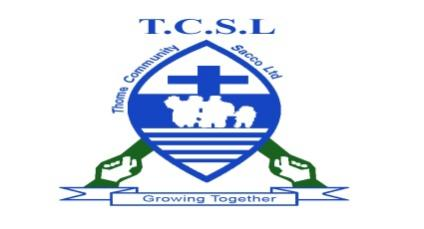 T.C.S.L
Thome Community Sacco Ltd
Growing Together